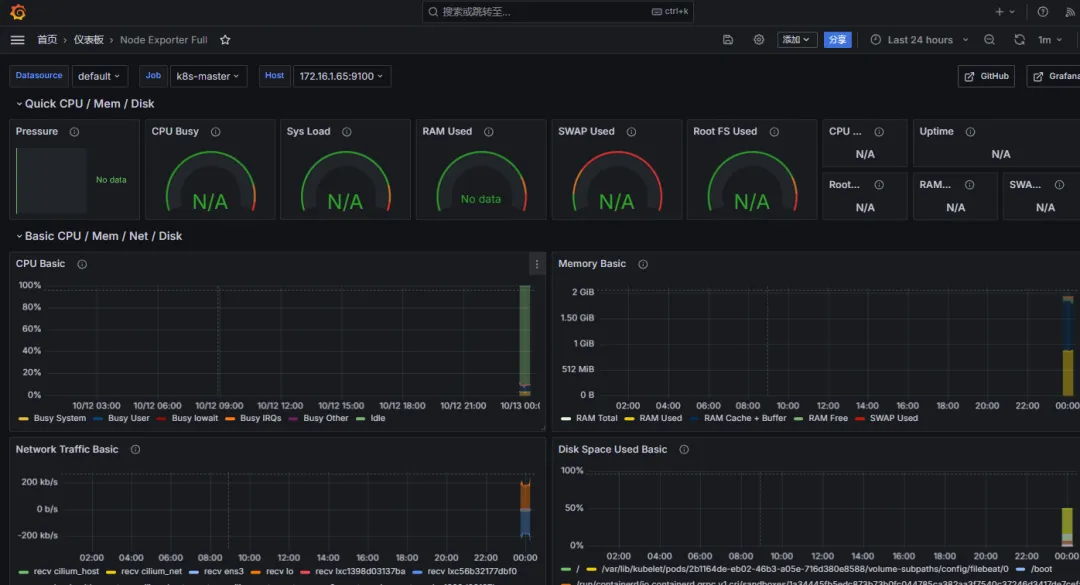 搜索或跳转至... ctrl+k
首页 › 仪表板 › Node Exporter Full 添加 分享 Last 24 hours 1m
Datasource default Job k8s-master Host 172.16.1.65:9100 GitHub Grafana
Quick CPU / Mem / Disk
Pressure CPU Busy Sys Load RAM Used SWAP Used Root FS Used CPU ... Uptime
N/A N/A
No data N/A N/A No data N/A N/A
Root... RAM... SWA...
N/A N/A N/A
Basic CPU / Mem / Net / Disk
CPU Basic
100%
80%
60%
40%
20%
0%
10/12 03:00 10/12 06:00 10/12 09:00 10/12 12:00 10/12 15:00 10/12 18:00 10/12 21:00 10/13 00:0
Busy System Busy User Busy Iowait Busy IRQs Busy Other Idle
Memory Basic
2 GiB
1.50 GiB
1 GiB
512 MiB
0 B
02:00 04:00 06:00 08:00 10:00 12:00 14:00 16:00 18:00 20:00 22:00 00:00
RAM Total RAM Used RAM Cache + Buffer RAM Free SWAP Used
Network Traffic Basic
200 kb/s
0 b/s
-200 kb/s
02:00 04:00 06:00 08:00 10:00 12:00 14:00 16:00 18:00 20:00 22:00 00:00
recv cilium_host recv cilium_net recv ens3 recv lo recv lxc1398d03137ba recv lxc56b32177dbf0
Disk Space Used Basic
100%
50%
0%
02:00 04:00 06:00 08:00 10:00 12:00 14:00 16:00 18:00 20:00 22:00 00:00
/ /var/lib/kubelet/pods/2b1164de-eb02-46b3-a05e-716d380e8588/volume-subpaths/config/filebeat/0 /boot